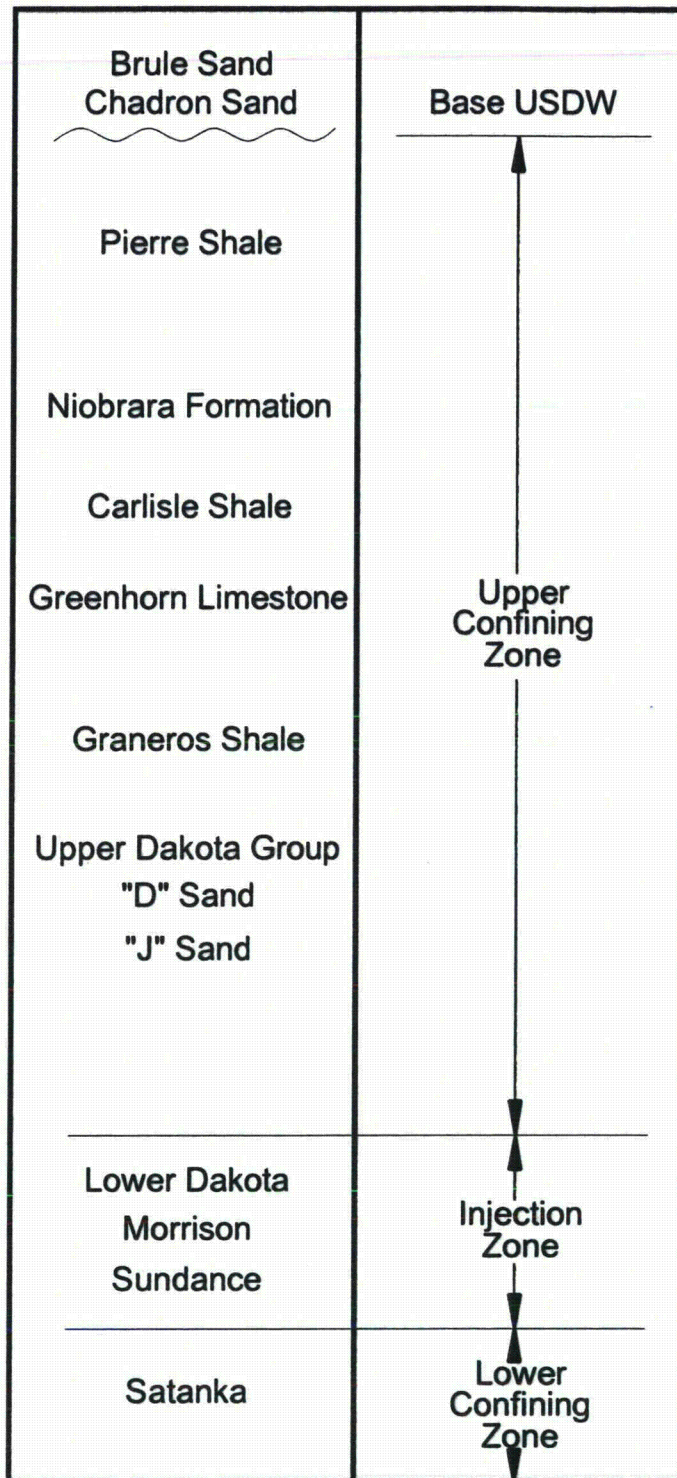 Brule Sand
Chadron Sand
Base USDW
Pierre Shale
Niobrara Formation
Carlisle Shale
Greenhorn Limestone
Upper
Confining
Zone
Graneros Shale
Upper Dakota Group
"D" Sand
"J" Sand
Lower Dakota
Morrison
Sundance
Injection
Zone
Satanka
Lower
Confining
Zone